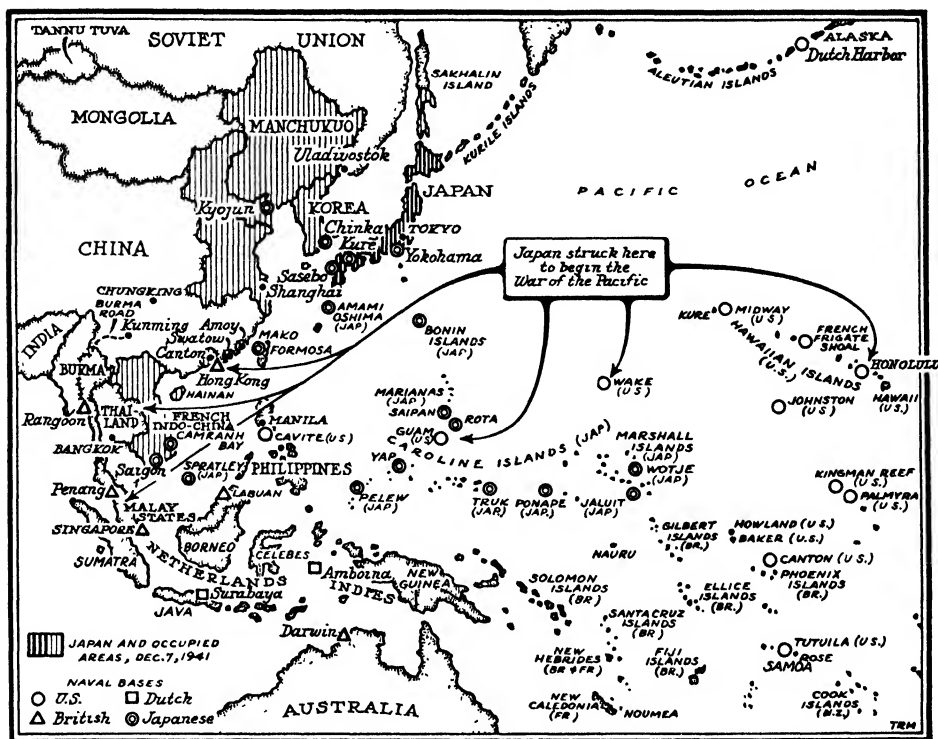 TANNU TUVA
SOVIET UNION
ALASKA
Dutch Harbor
ALEUTIAN ISLANDS
SAKHALIN
ISLAND
MONGOLIA
MANCHUKUO
KURILE ISLANDS
Vladivostok
PACIFIC OCEAN
JAPAN
Kyojun
KOREA
TOKYO
Chinka
Kure
Yokohama
CHINA
Sasebo
Shanghai
Japan struck here
to begin the
War of the Pacific
CHUNGKING
BURMA
ROAD
Kunming
Amoy
Swatow
Canton
AMAMI
OSHIMA
(JAP)
BONIN
ISLANDS
(JAP)
KURE
MIDWAY
(U S)
HAWAIIAN ISLANDS
(U.S.)
FRENCH
FRIGATE
SHOAL
HONOLULU
HAWAII
(U.S.)
INDIA
BURMA
MAKO
FORMOSA
Hong Kong
HAINAN
WAKE
(U S)
JOHNSTON
(U.S.)
MARIANAS
(JAP)
SAIPAN
ROTA
GUAM
(US)
Rangoon
THAI-
LAND
FRENCH
INDO-CHINA
CAMRANH
BAY
MANILA
CAVITE (US)
BANGKOK
Saigon
SPRATLEY
(JAP)
PHILIPPINES
CAROLINE ISLANDS (JAP)
YAP
MARSHALL
ISLANDS
(JAP)
WOTJE
Penang
LABUAN
PELEW
TRUK
(JAP.)
PONAPE
(JAP.)
JALUIT
(JAP)
KINGMAN REEF
(U S.)
PALMYRA
(U S.)
MALAY
STATES
SINGAPORE
BORNEO
CELEBES
SUMATRA
NETHERLANDS
INDIES
GILBERT
ISLANDS
(BR.)
HOWLAND (U S.)
BAKER (U.S.)
NAURU
CANTON (U S.)
PHOENIX
ISLANDS
(BR.)
JAVA
Surabaya
Amboina
NEW
GUINEA
SOLOMON
ISLANDS
(BR)
ELLICE
ISLANDS
(BR.)
SANTA CRUZ
ISLANDS
(BR)
Darwin
NEW
HEBRIDES
(BR & FR)
FIJI
ISLANDS
(BR.)
TUTUILA (U S.)
ROSE
SAMOA
JAPAN AND OCCUPIED
AREAS, DEC. 7, 1941
NAVAL BASES
U.S.
Dutch
British
Japanese
AUSTRALIA
NEW
CALEDONIA
(FR)
NOUMEA
COOK
ISLANDS
(N.Z.)
TRM